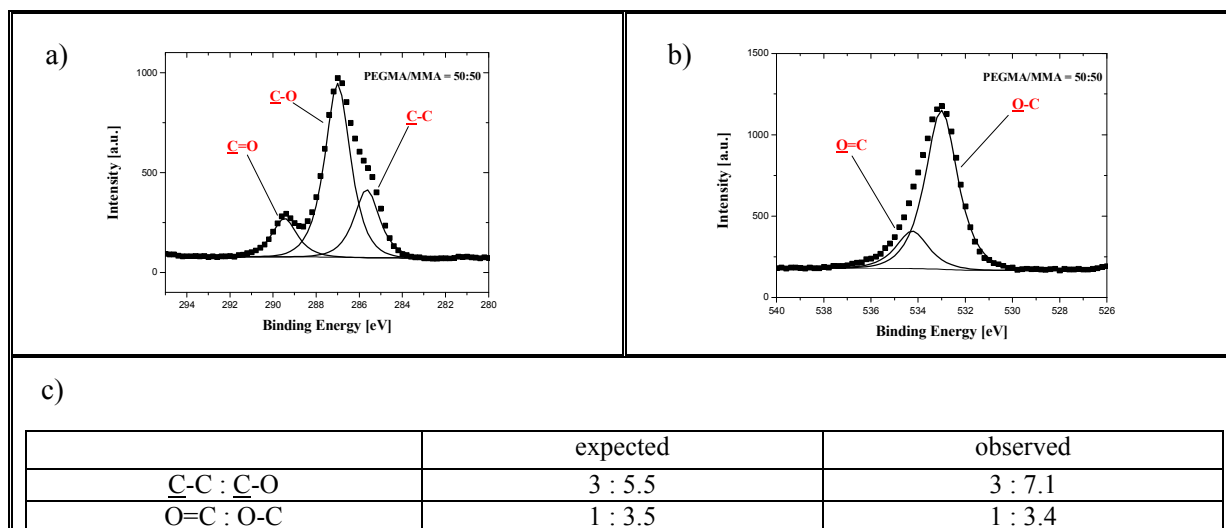 a)
PEGMA/MMA = 50:50
C-O
C-C
C=O
1000
500
0
Intensity [a.u.]
294 292 290 288 286 284 282 280
Binding Energy [eV]
b)
PEGMA/MMA = 50:50
O-C
O=C
1500
1000
500
0
Intensity [a.u.]
540 538 536 534 532 530 528 526
Binding Energy [eV]
c)
expected observed
C-C : C-O 3 : 5.5 3 : 7.1
O=C : O-C 1 : 3.5 1 : 3.4